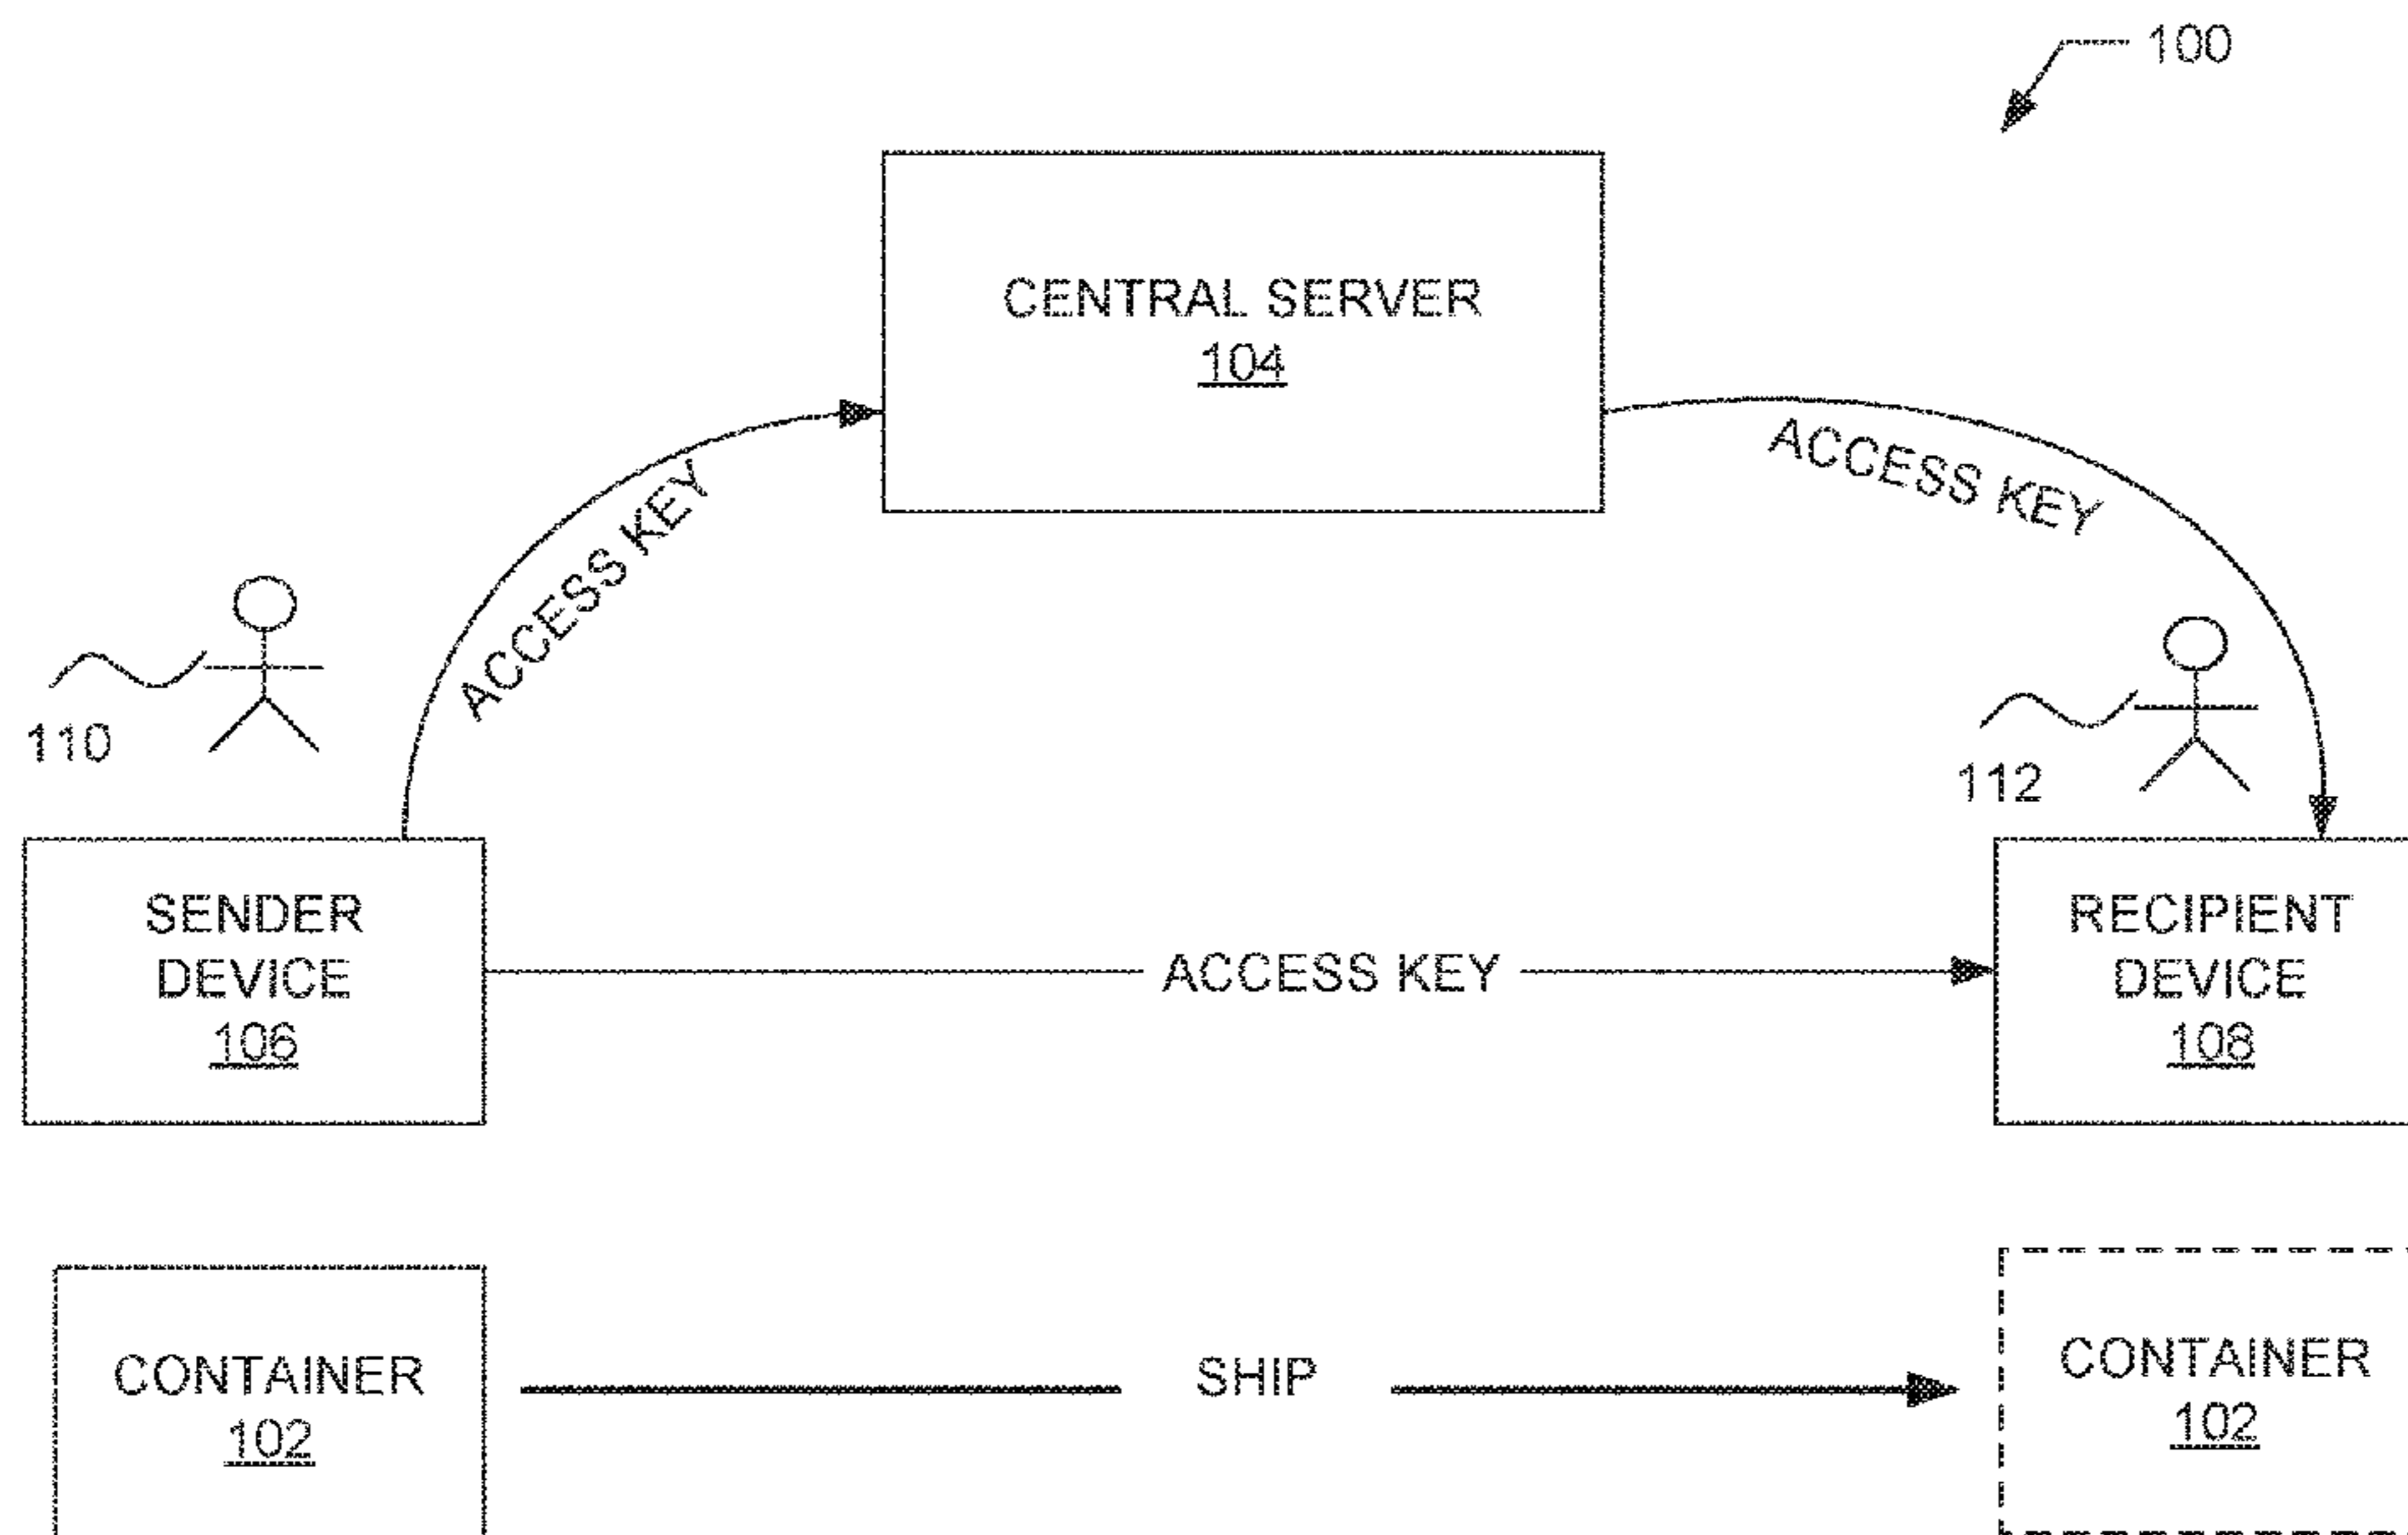 100
CENTRAL SERVER
104
ACCESS KEY
ACCESS KEY
110
112
SENDER
DEVICE
106
ACCESS KEY
RECIPIENT
DEVICE
108
CONTAINER
102
SHIP
CONTAINER
102